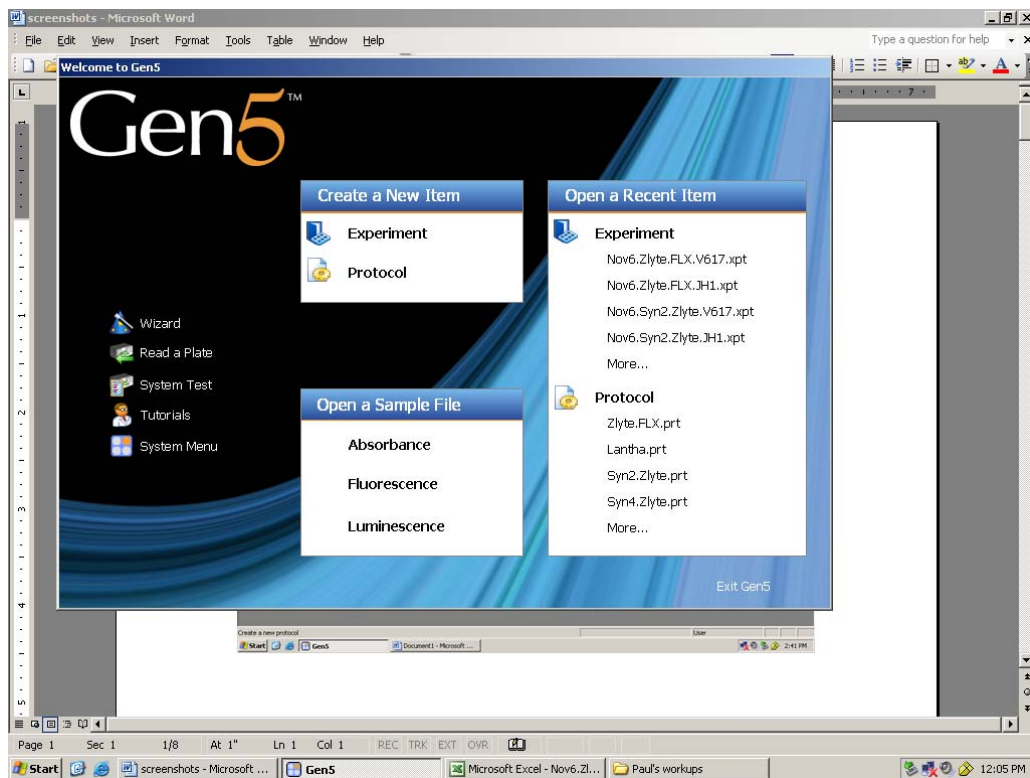 screenshots - Microsoft Word
File Edit View Insert Format Tools Table Window Help
Type a question for help
Welcome to Gen5
Gen5™
Create a New Item
Experiment
Protocol
Wizard
Read a Plate
System Test
Tutorials
System Menu
Open a Sample File
Absorbance
Fluorescence
Luminescence
Open a Recent Item
Experiment
Nov6.Zlyte.FLX.V617.xpt
Nov6.Zlyte.FLX.JH1.xpt
Nov6.Syn2.Zlyte.V617.xpt
Nov6.Syn2.Zlyte.JH1.xpt
More...
Protocol
Zlyte.FLX.prt
Lantha.prt
Syn2.Zlyte.prt
Syn4.Zlyte.prt
More...
Exit Gen5
Create a new protocol User
Start Gen5 Document1 - Microsoft ... 2:41 PM
Page 1 Sec 1 1/8 At 1" Ln 1 Col 1 REC TRK EXT OVR
Start screenshots - Microsoft ... Gen5 Microsoft Excel - Nov6.Zl... Paul's workups 12:05 PM